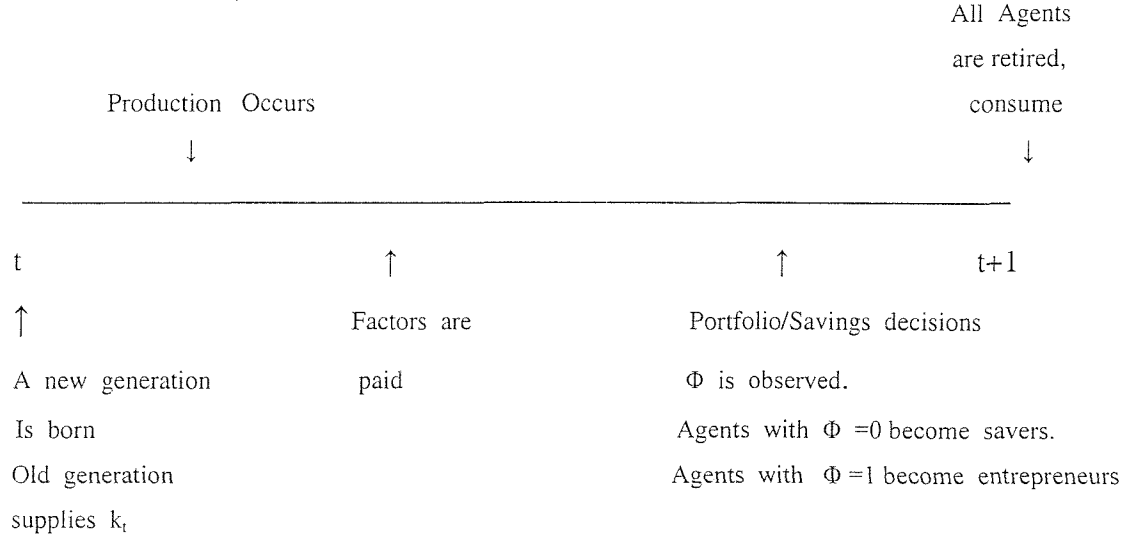 All Agents
are retired,
Production Occurs
consume
↓
↓
t
↑
↑
t+1
↑
Factors are
Portfolio/Savings decisions
A new generation
paid
Φ is observed.
Is born
Agents with Φ =0 become savers.
Old generation
Agents with Φ =1 become entrepreneurs
supplies kₜ